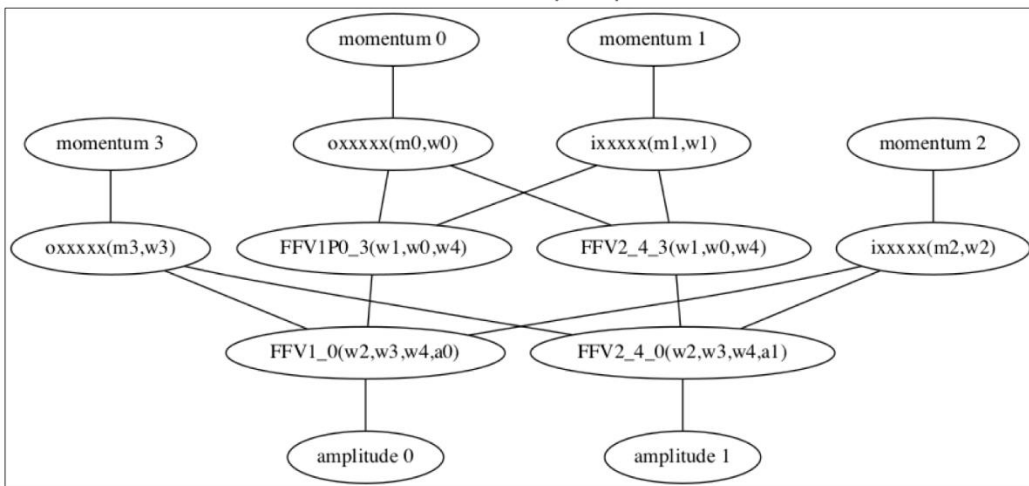 momentum 0
momentum 1
momentum 3
oxxxxx(m0,w0)
ixxxxx(m1,w1)
momentum 2
oxxxxx(m3,w3)
FFV1P0_3(w1,w0,w4)
FFV2_4_3(w1,w0,w4)
ixxxxx(m2,w2)
FFV1_0(w2,w3,w4,a0)
FFV2_4_0(w2,w3,w4,a1)
amplitude 0
amplitude 1